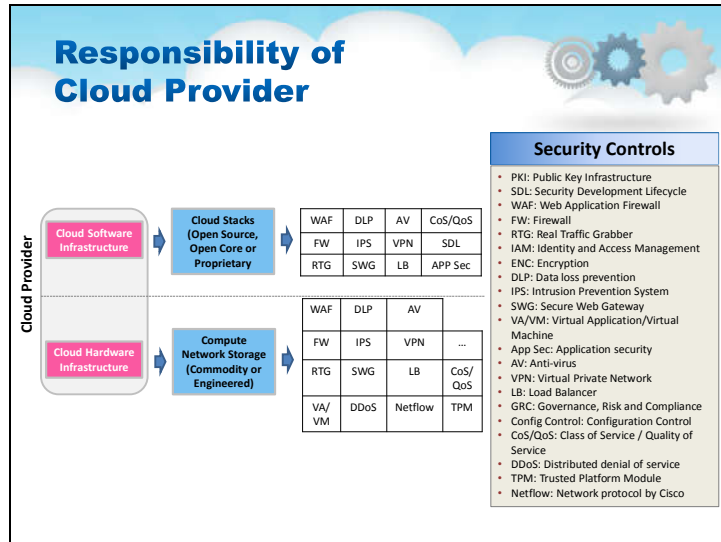 Responsibility of
Cloud Provider
Cloud Provider
Cloud Software
Infrastructure
Cloud Stacks
(Open Source,
Open Core or
Proprietary
WAF DLP AV CoS/QoS
FW IPS VPN SDL
RTG SWG LB APP Sec
Cloud Hardware
Infrastructure
Compute
Network Storage
(Commodity or
Engineered)
WAF DLP AV
FW IPS VPN ...
RTG SWG LB CoS/
QoS
VA/ DDoS Netflow TPM
VM
Security Controls
• PKI: Public Key Infrastructure
• SDL: Security Development Lifecycle
• WAF: Web Application Firewall
• FW: Firewall
• RTG: Real Traffic Grabber
• IAM: Identity and Access Management
• ENC: Encryption
• DLP: Data loss prevention
• IPS: Intrusion Prevention System
• SWG: Secure Web Gateway
• VA/VM: Virtual Application/Virtual
Machine
• App Sec: Application security
• AV: Anti-virus
• VPN: Virtual Private Network
• LB: Load Balancer
• GRC: Governance, Risk and Compliance
• Config Control: Configuration Control
• CoS/QoS: Class of Service / Quality of
Service
• DDoS: Distributed denial of service
• TPM: Trusted Platform Module
• Netflow: Network protocol by Cisco